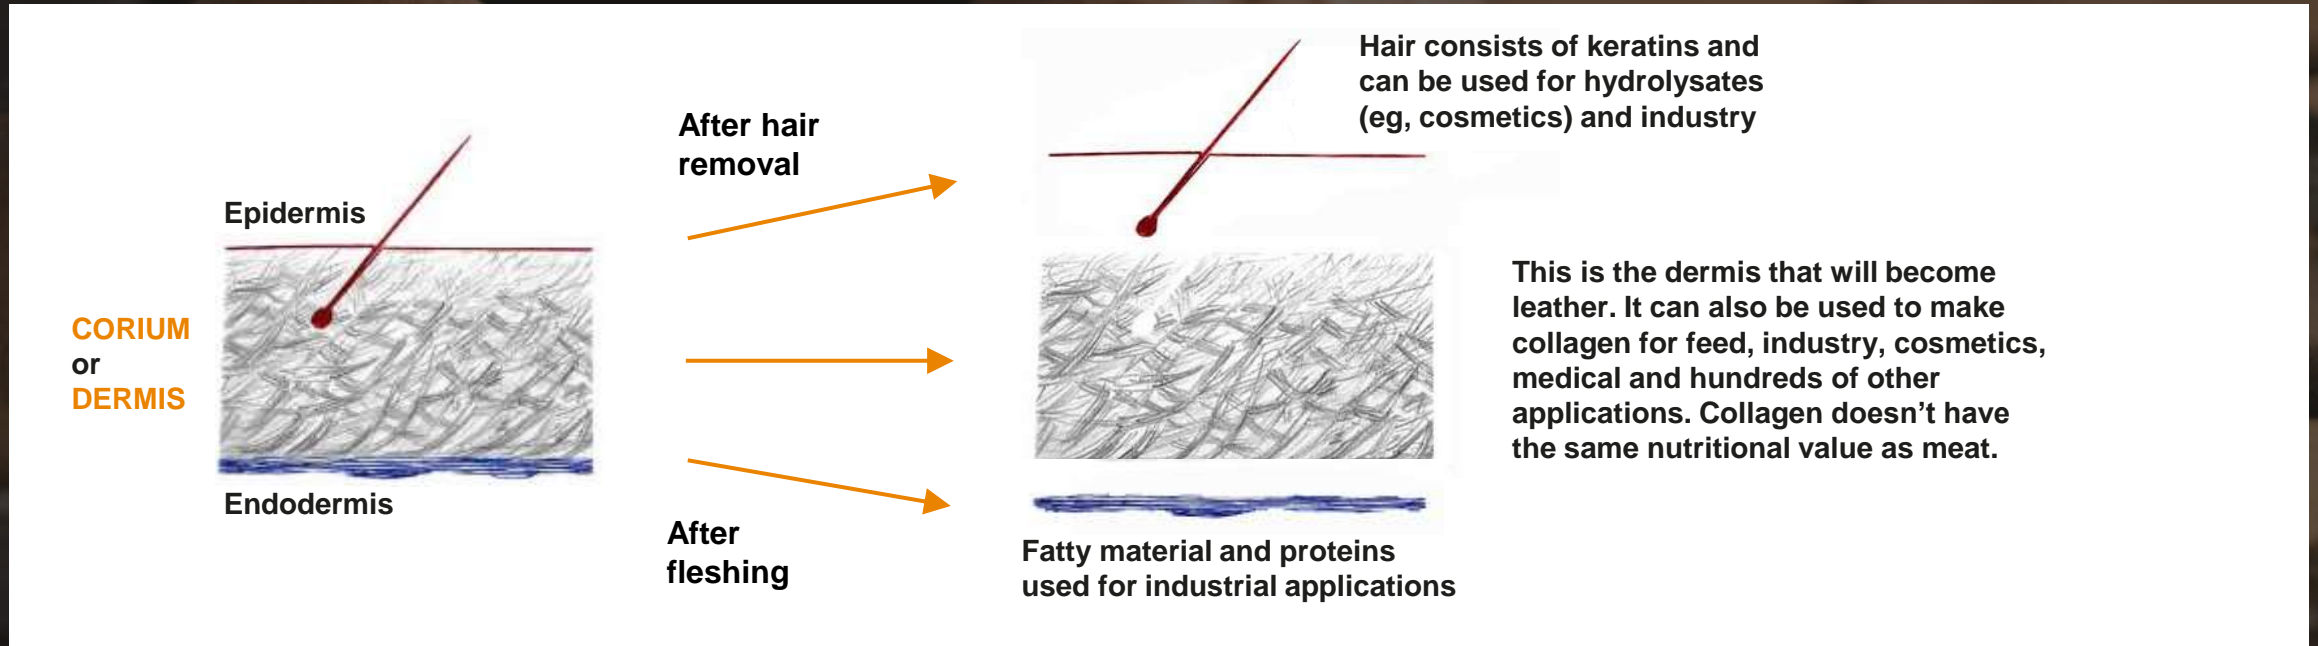 Epidermis
CORIUM
or
DERMIS
Endodermis
After hair
removal
After
fleshing
Hair consists of keratins and
can be used for hydrolysates
(eg, cosmetics) and industry
This is the dermis that will become
leather. It can also be used to make
collagen for feed, industry, cosmetics,
medical and hundreds of other
applications. Collagen doesn’t have
the same nutritional value as meat.
Fatty material and proteins
used for industrial applications